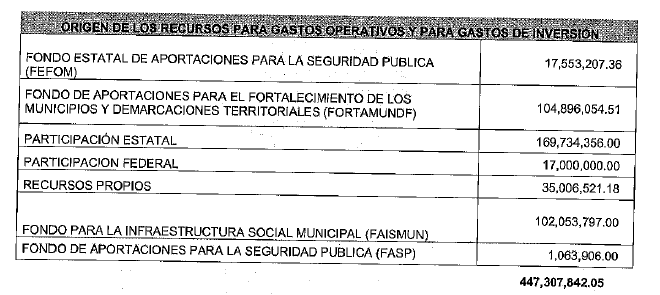 ORIGEN DE LOS RECURSOS PARA GASTOS OPERATIVOS Y PARA GASTOS DE INVERSIÓN
FONDO ESTATAL DE APORTACIONES PARA LA SEGURIDAD PUBLICA
(FEFOM)
17,553,207.36
FONDO DE APORTACIONES PARA EL FORTALECIMIENTO DE LOS
MUNICIPIOS Y DEMARCACIONES TERRITORIALES (FORTAMUNDF)
104,896,054.51
PARTICIPACIÓN ESTATAL 169,734,356.00
PARTICIPACION FEDERAL 17,000,000.00
RECURSOS PROPIOS 35,006,521.18
FONDO PARA LA INFRAESTRUCTURA SOCIAL MUNICIPAL (FAISMUN) 102,053,797.00
FONDO DE APORTACIONES PARA LA SEGURIDAD PUBLICA (FASP) 1,063,906.00
447,307,842.05